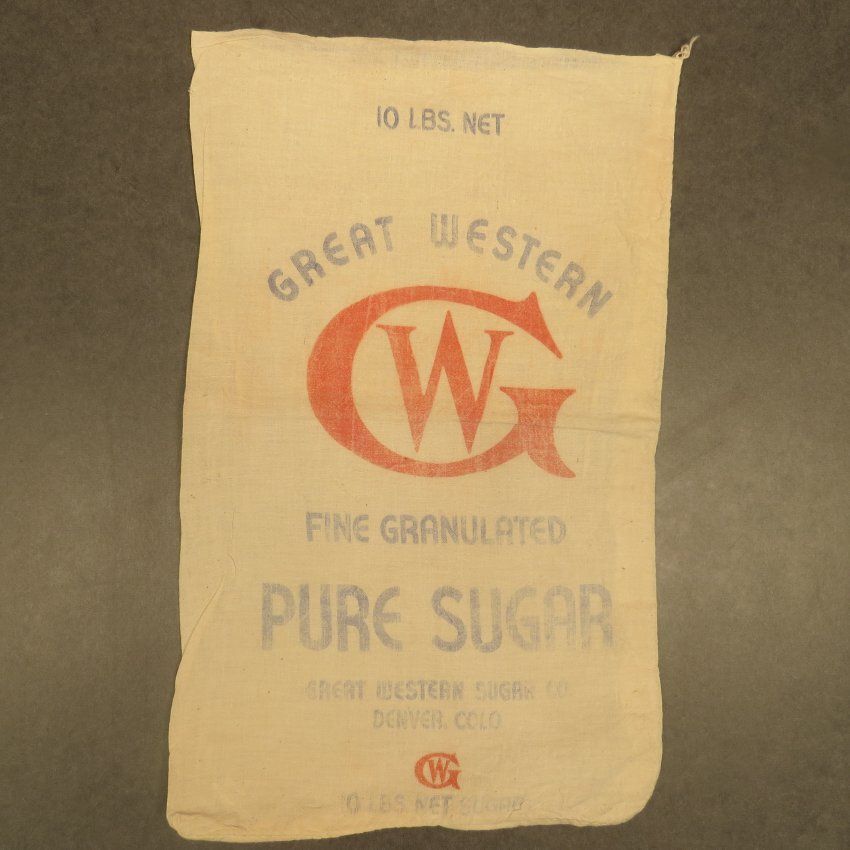 10 LBS. NET
GREAT WESTERN
GW
FINE GRANULATED
PURE SUGAR
GREAT WESTERN SUGAR CO
DENVER, COLO
GW
10 LBS. NET SUGAR